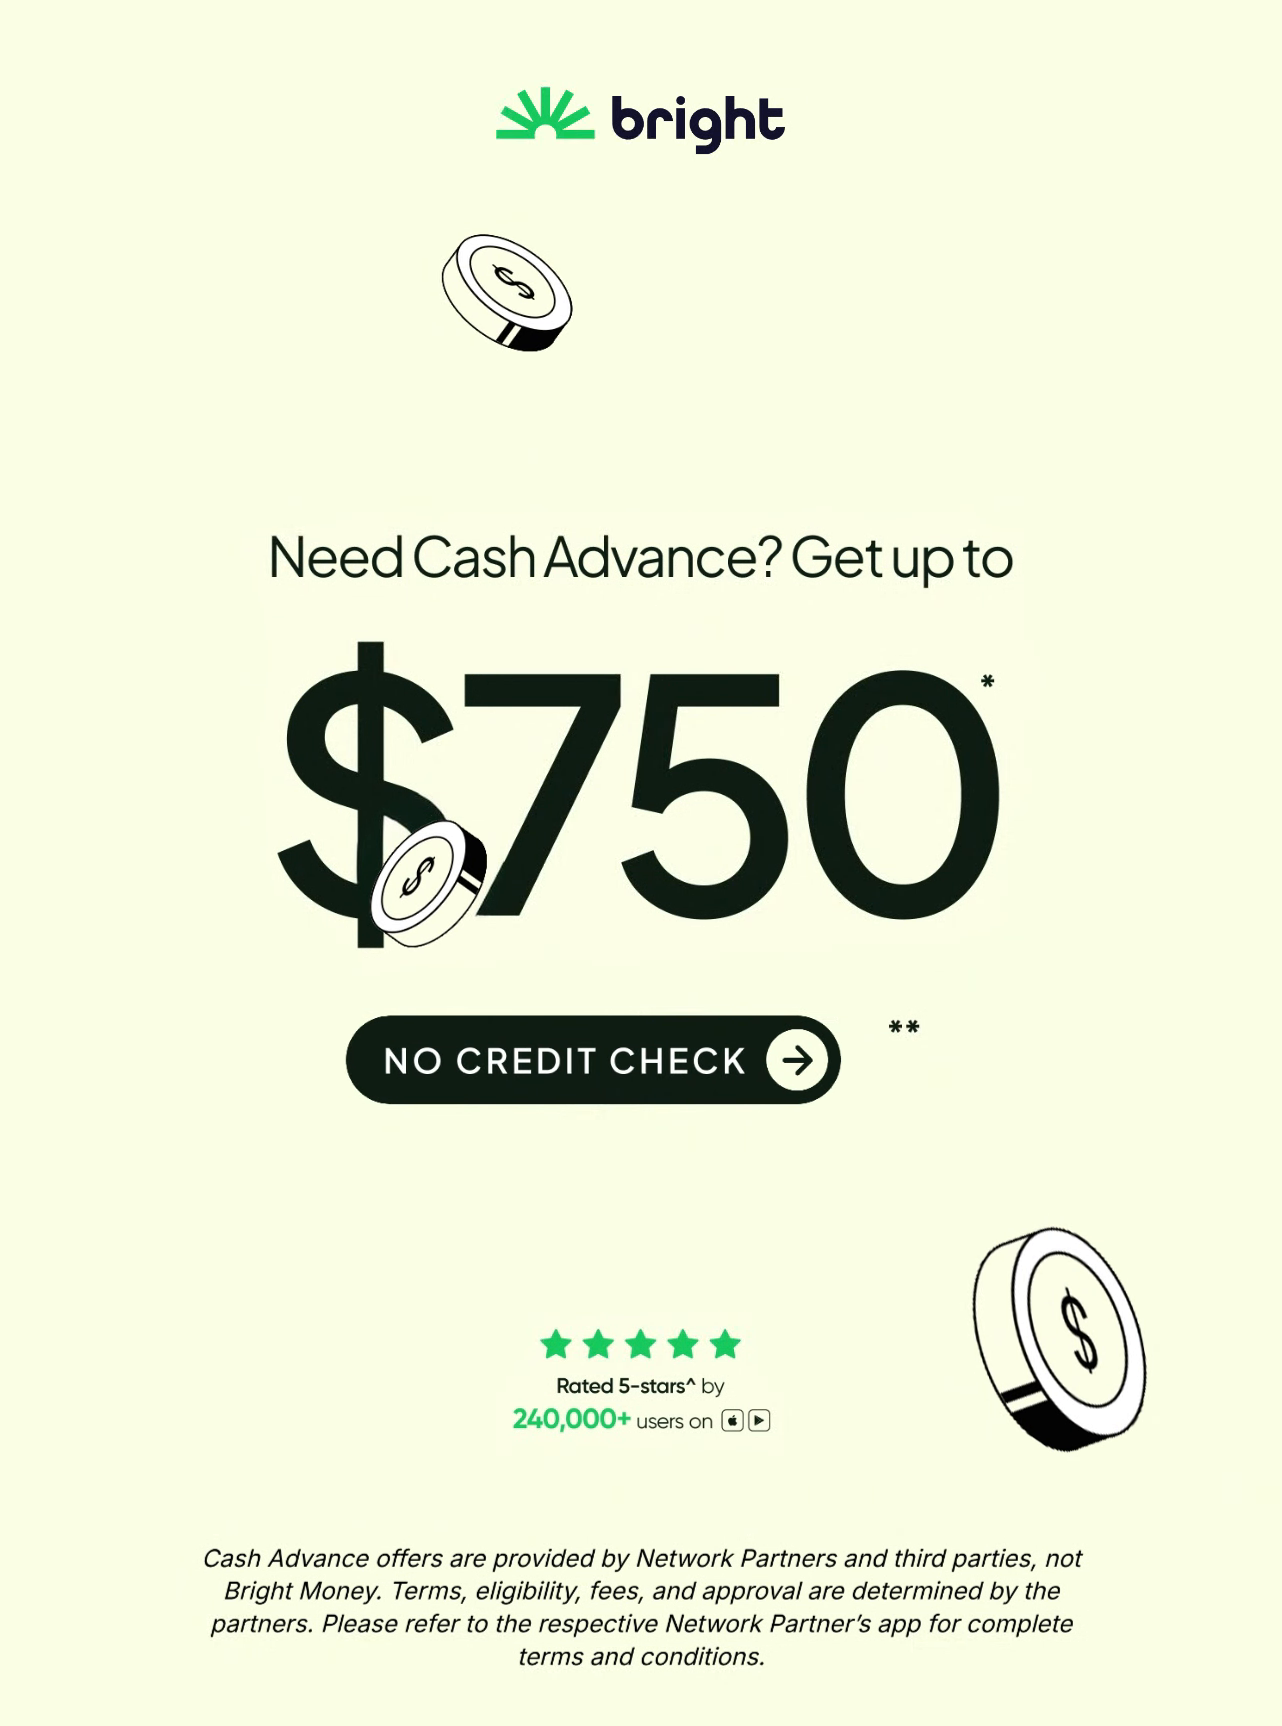 bright
Need Cash Advance? Get up to
$750*
NO CREDIT CHECK **
Rated 5-stars^ by
240,000+ users on
Cash Advance offers are provided by Network Partners and third parties, not
Bright Money. Terms, eligibility, fees, and approval are determined by the
partners. Please refer to the respective Network Partner’s app for complete
terms and conditions.